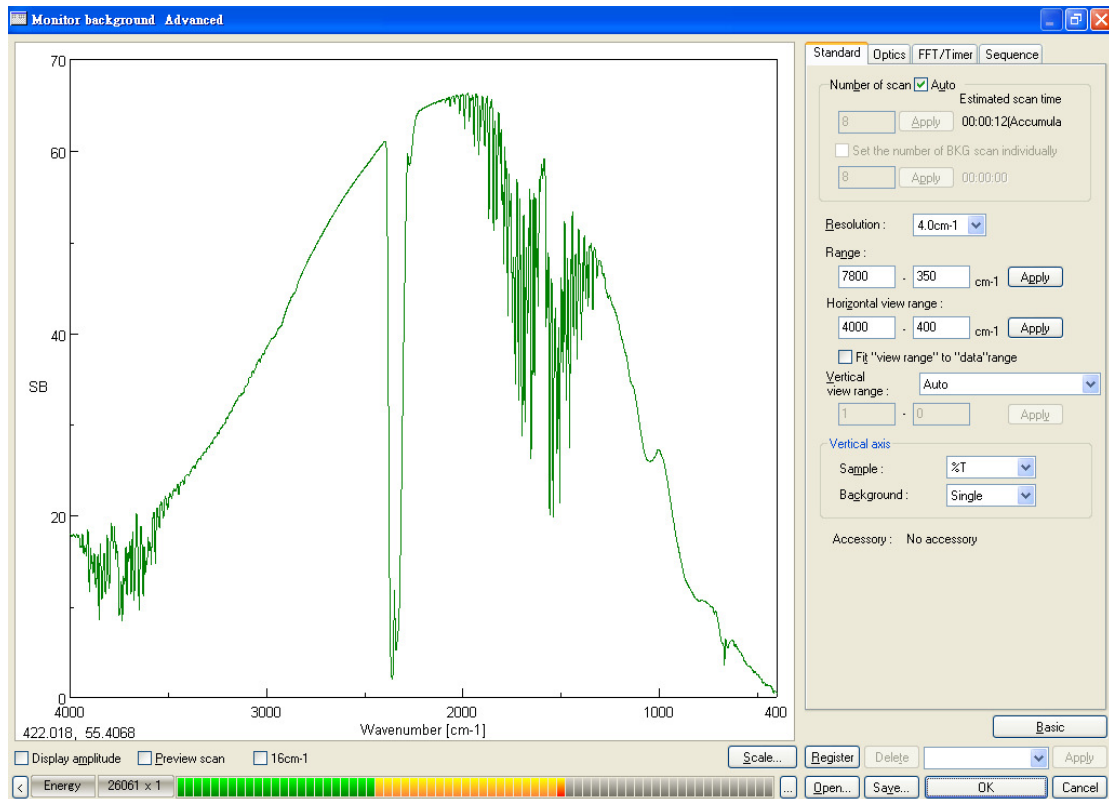 Monitor background Advanced
70
60
40
20
0
SB
4000
3000
2000
1000
400
Wavenumber [cm-1]
422.018, 55.4068
Display amplitude
Preview scan
16cm-1
Scale...
<
Energy
26061 x 1
...
Standard
Optics
FFT/Timer
Sequence
Number of scan
Auto
Estimated scan time
8
Apply
00:00:12(Accumula
Set the number of BKG scan individually
8
Apply
00:00:00
Resolution :
4.0cm-1
Range :
7800 - 350 cm-1 Apply
Horizontal view range :
4000 - 400 cm-1 Apply
Fit "view range" to "data"range
Vertical
view range :
Auto
1 - 0 Apply
Vertical axis
Sample : %T
Background : Single
Accessory : No accessory
Basic
Register
Delete
Apply
Open...
Save...
OK
Cancel